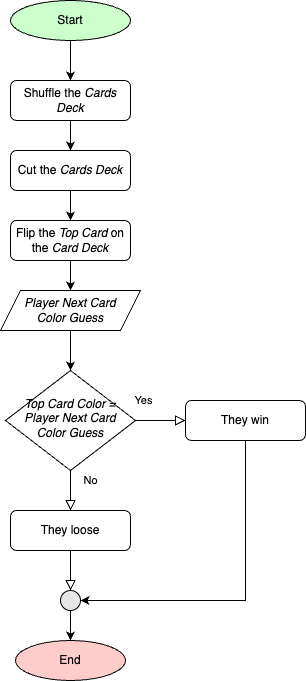 Start
Shuffle the Cards
Deck
Cut the Cards Deck
Flip the Top Card on
the Card Deck
Player Next Card
Color Guess
Top Card Color =
Player Next Card
Color Guess
Yes
They win
No
They loose
End